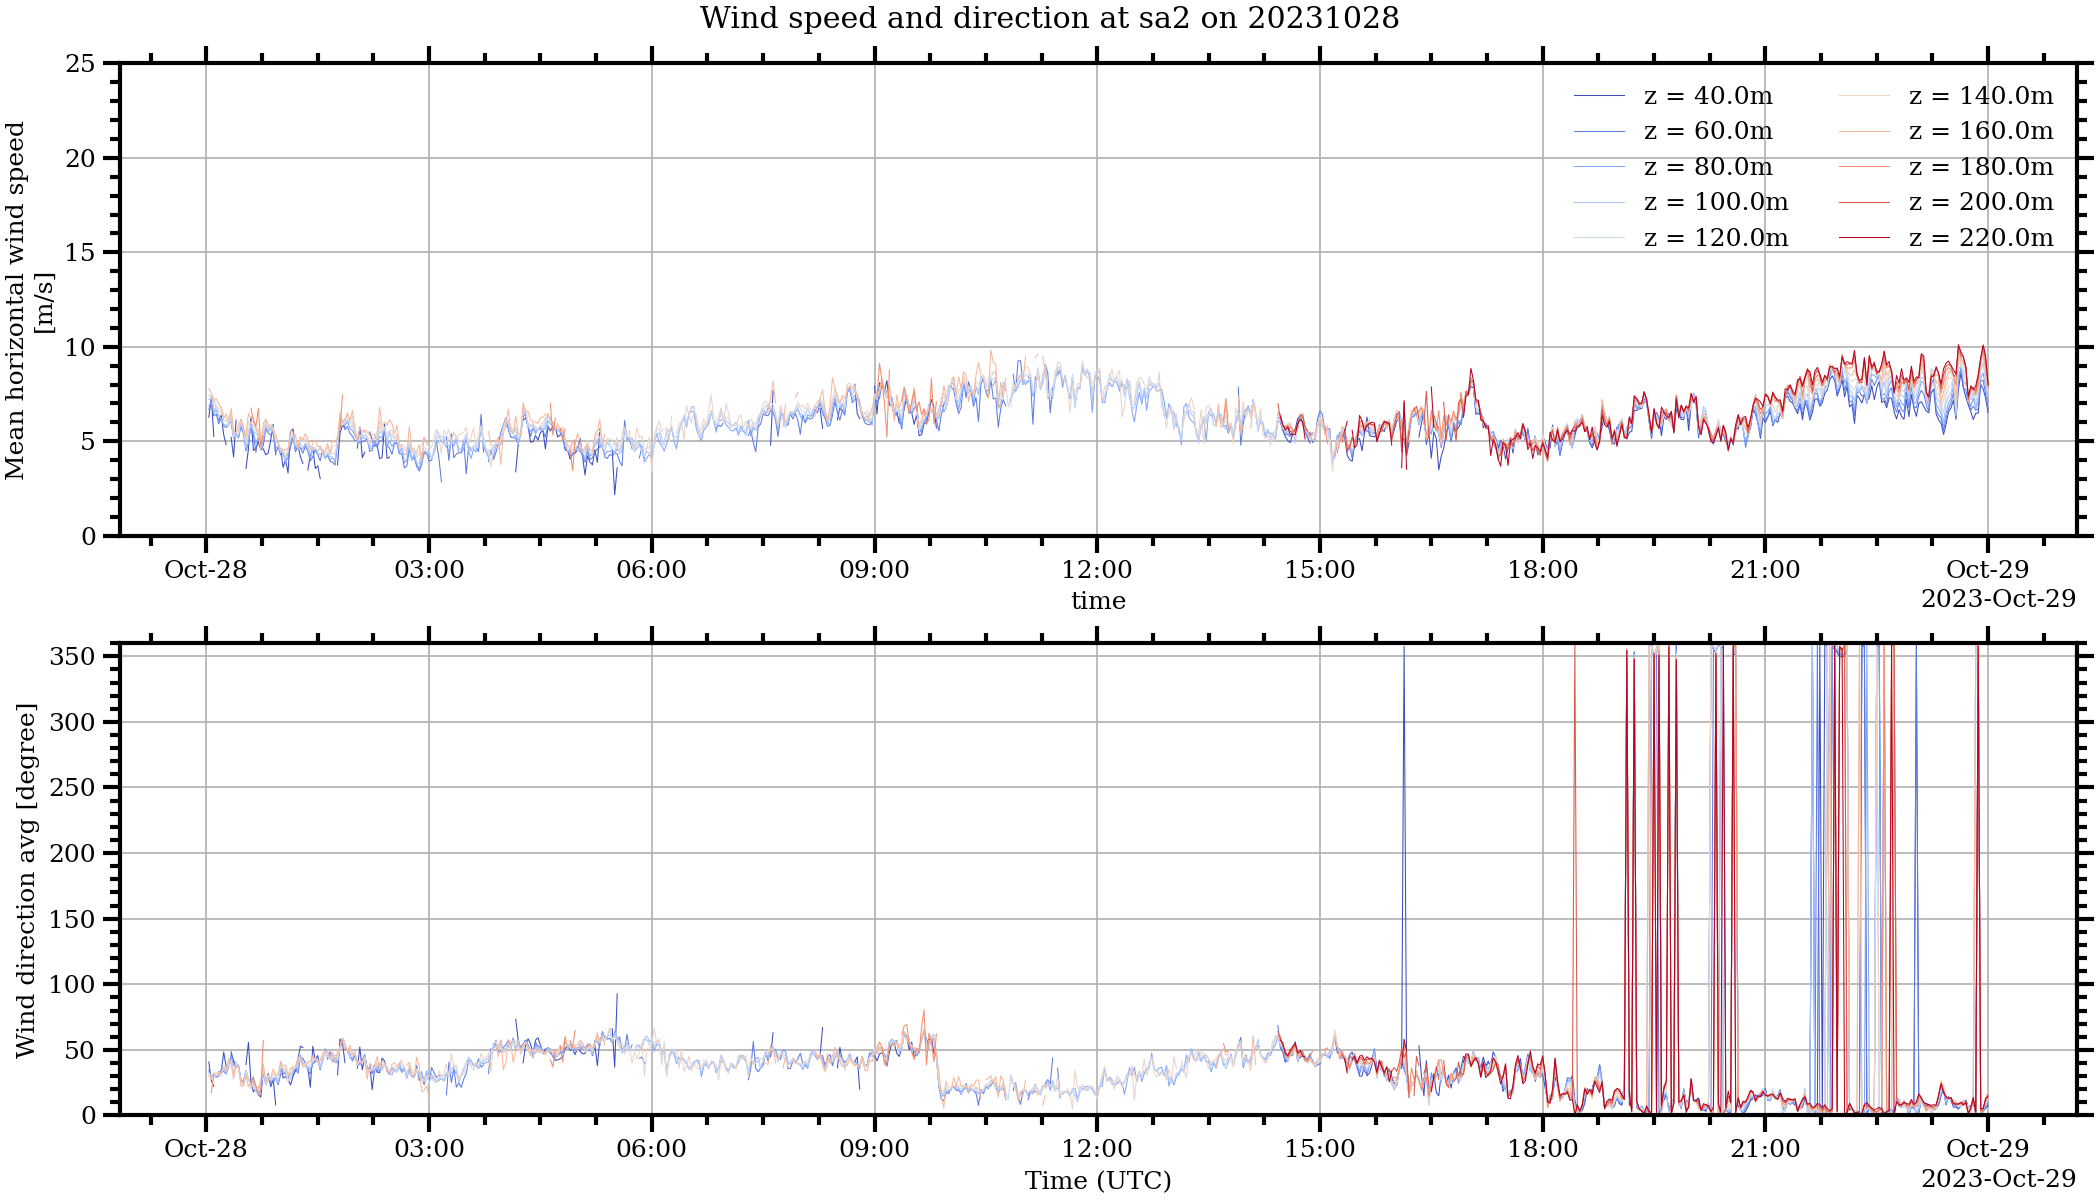 Wind speed and direction at sa2 on 20231028
Mean horizontal wind speed
[m/s]
25
20
15
10
5
0
z = 40.0m
z = 60.0m
z = 80.0m
z = 100.0m
z = 120.0m
z = 140.0m
z = 160.0m
z = 180.0m
z = 200.0m
z = 220.0m
Oct-28 03:00 06:00 09:00 12:00 15:00 18:00 21:00 Oct-29
time
2023-Oct-29
Wind direction avg [degree]
350
300
250
200
150
100
50
0
Oct-28 03:00 06:00 09:00 12:00 15:00 18:00 21:00 Oct-29
Time (UTC)
2023-Oct-29